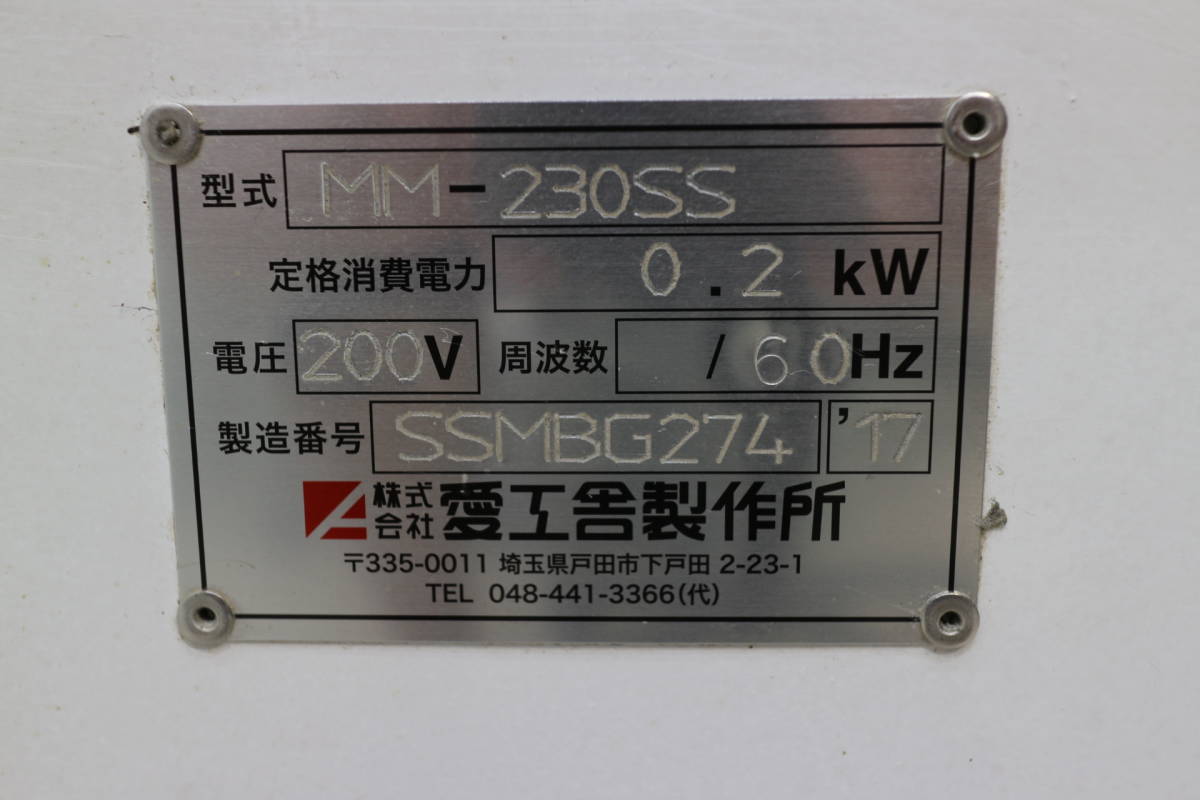 型式 MM-230SS
定格消費電力 0.2 kW
電圧 200V 周波数 /60Hz
製造番号 SSMBG274 '17
株式会社 愛工舎製作所
〒335-0011 埼玉県戸田市下戸田 2-23-1
TEL 048-441-3366(代)